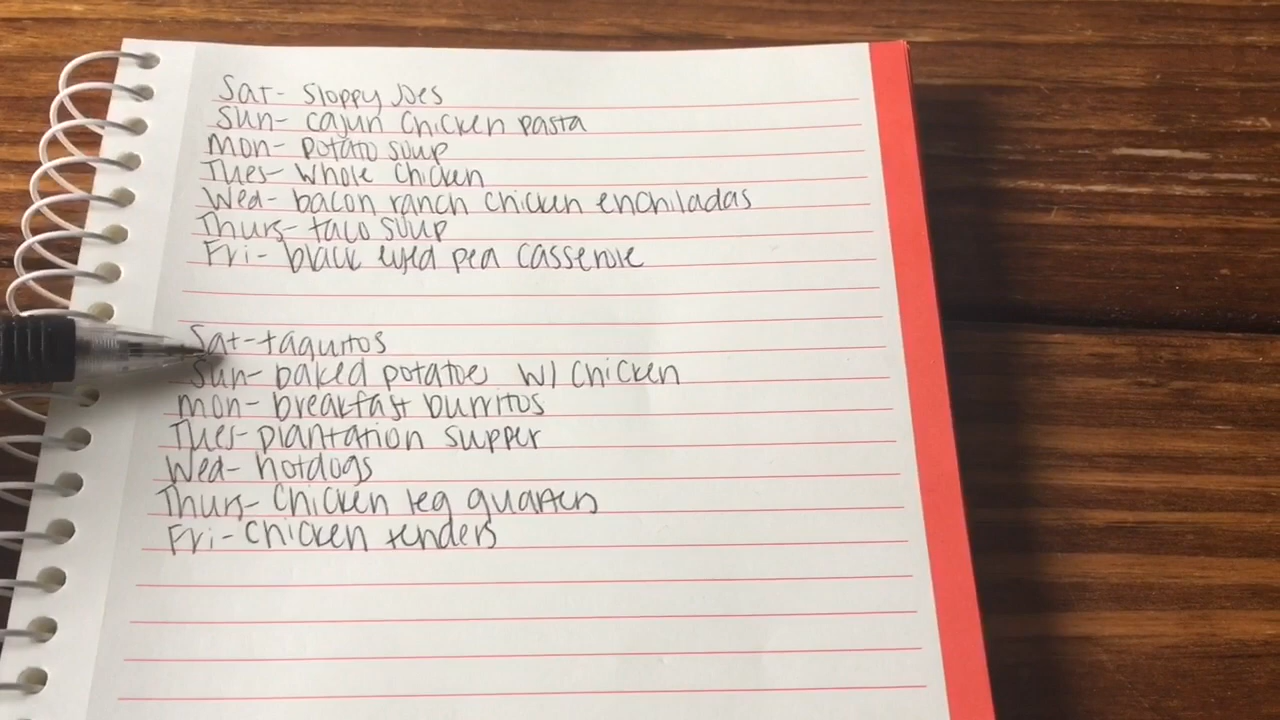 Sat- Sloppy Joes
Sun- cajun chicken pasta
Mon- potato soup
Tues- Whole chicken
Wed- bacon ranch chicken enchiladas
Thurs- taco soup
Fri- black eyed pea casserole
Sat- taquitos
Sun- baked potatoes w/ chicken
Mon- breakfast burritos
Tues- plantation supper
Wed- hotdogs
Thurs- chicken leg quarters
Fri- chicken tenders